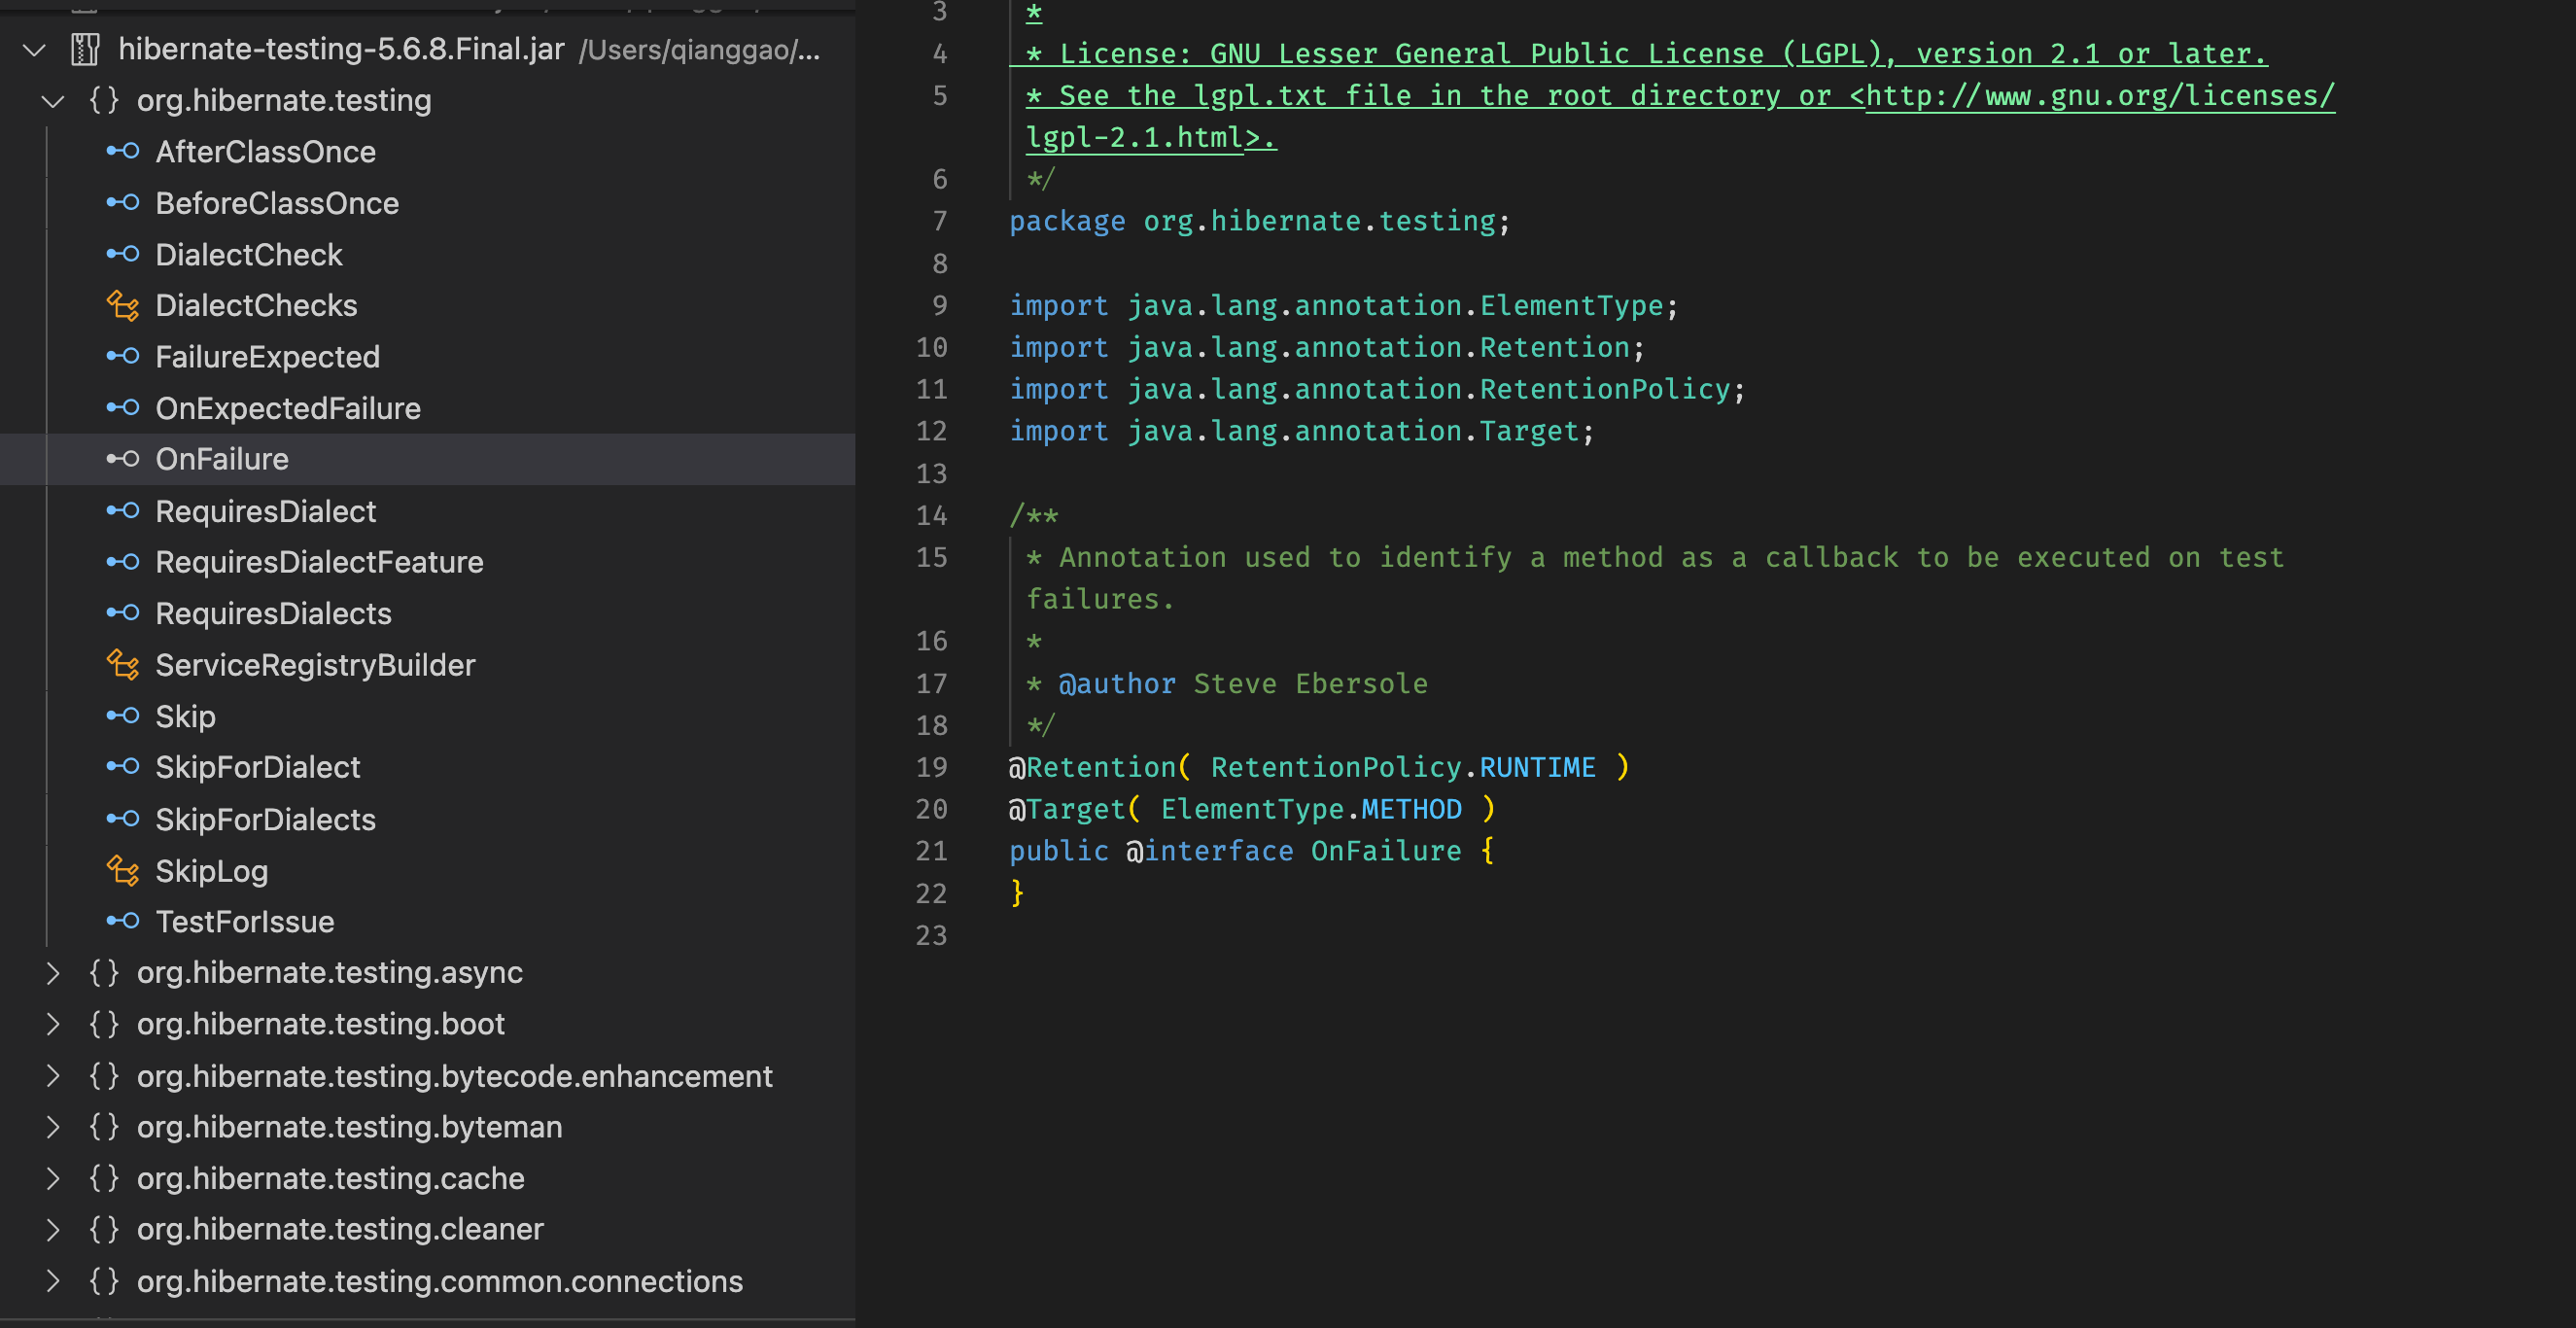 hibernate-testing-5.6.8.Final.jar /Users/qianggao/...
{} org.hibernate.testing
AfterClassOnce
BeforeClassOnce
DialectCheck
DialectChecks
FailureExpected
OnExpectedFailure
OnFailure
RequiresDialect
RequiresDialectFeature
RequiresDialects
ServiceRegistryBuilder
Skip
SkipForDialect
SkipForDialects
SkipLog
TestForIssue
{} org.hibernate.testing.async
{} org.hibernate.testing.boot
{} org.hibernate.testing.bytecode.enhancement
{} org.hibernate.testing.byteman
{} org.hibernate.testing.cache
{} org.hibernate.testing.cleaner
{} org.hibernate.testing.common.connections
3 *
4 * License: GNU Lesser General Public License (LGPL), version 2.1 or later.
5 * See the lgpl.txt file in the root directory or <http://www.gnu.org/licenses/
lgpl-2.1.html>.
6 */
7 package org.hibernate.testing;
8
9 import java.lang.annotation.ElementType;
10 import java.lang.annotation.Retention;
11 import java.lang.annotation.RetentionPolicy;
12 import java.lang.annotation.Target;
13
14 /**
15 * Annotation used to identify a method as a callback to be executed on test
failures.
16 *
17 * @author Steve Ebersole
18 */
19 @Retention( RetentionPolicy.RUNTIME )
20 @Target( ElementType.METHOD )
21 public @interface OnFailure {
22 }
23